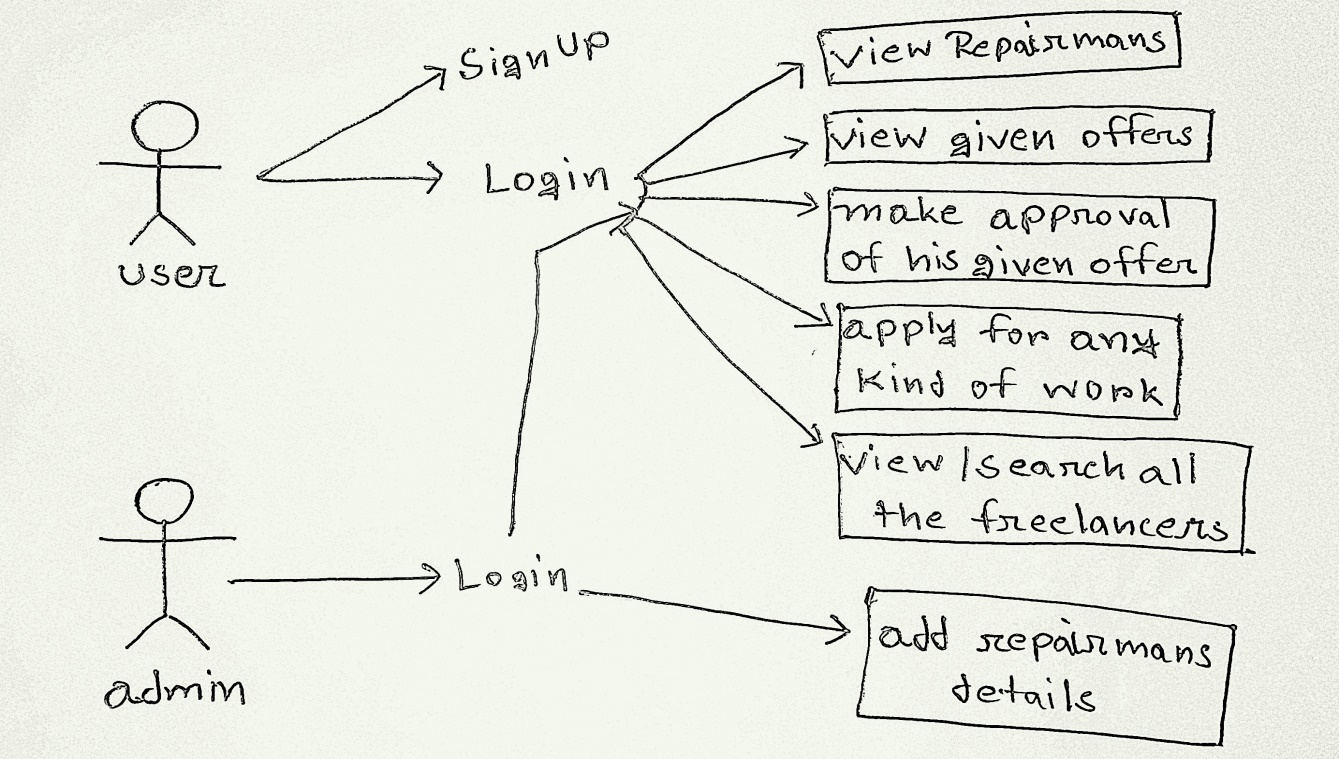 Sign Up
view Repairmans
view given offers
Login
make approval
of his given offer
user
apply for any
kind of work
view / search all
the freelancers
Login
add repairmans
details
admin